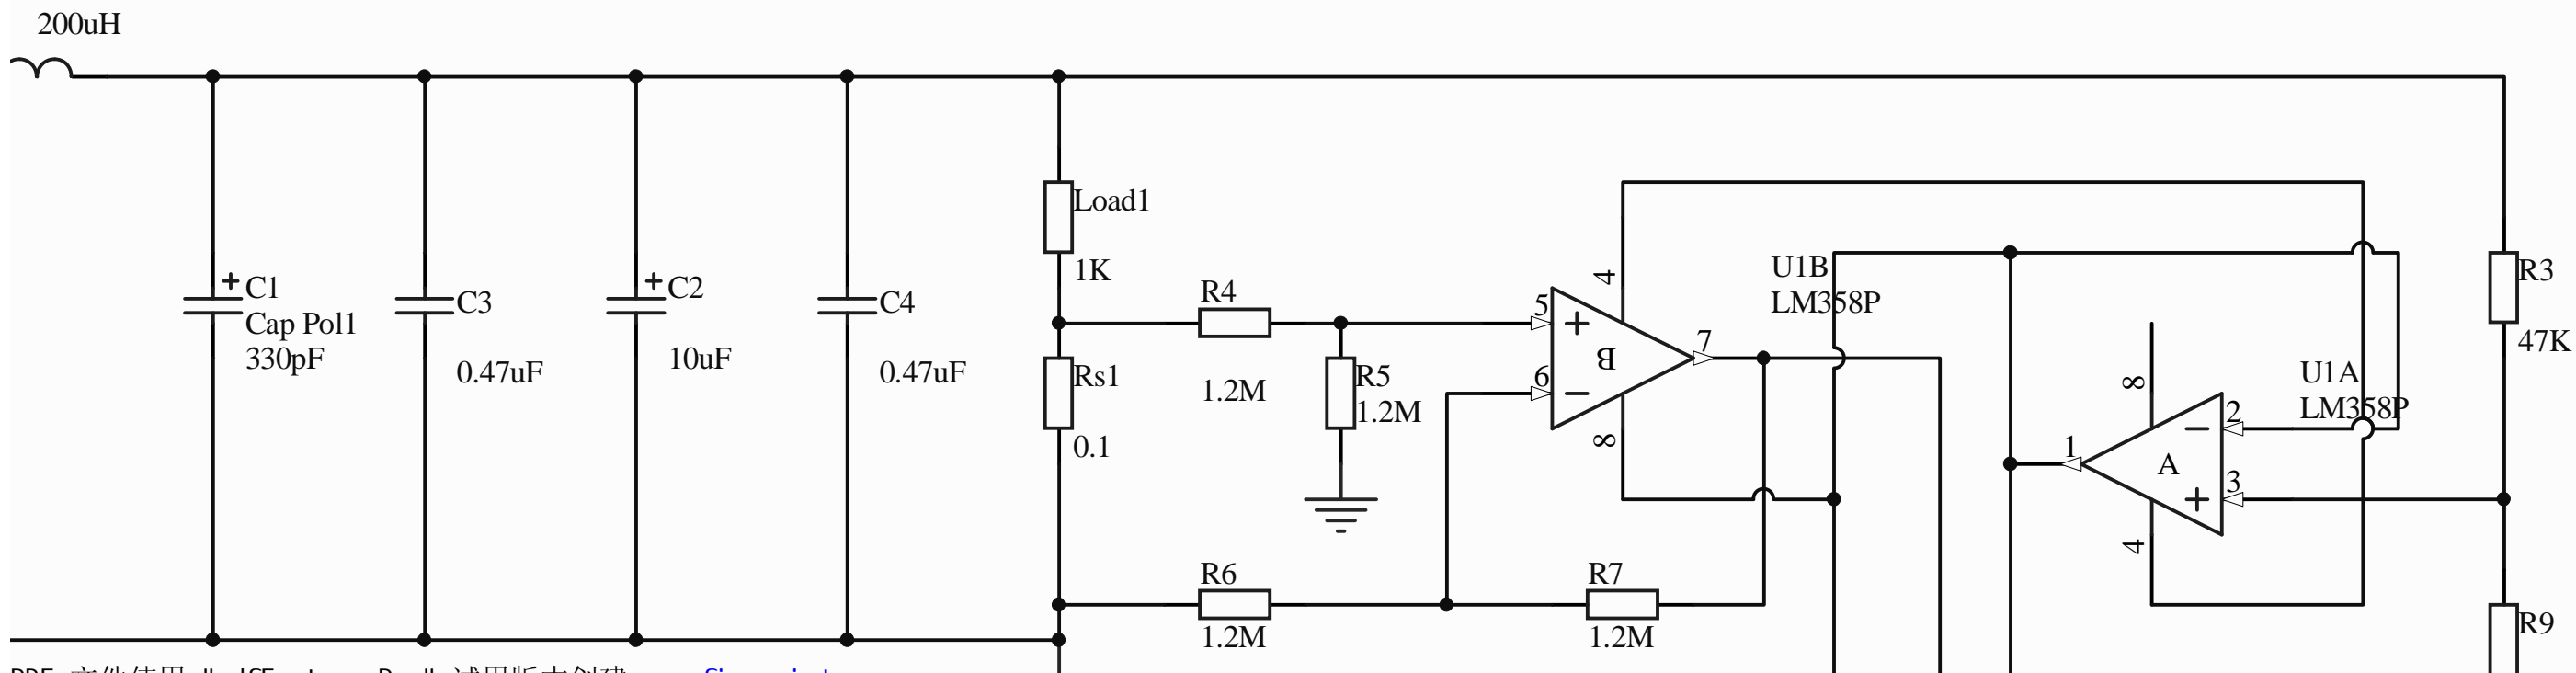 200uH
C1
Cap Pol1
330pF
C3
0.47uF
C2
10uF
C4
0.47uF
Load1
1K
Rs1
0.1
R4
1.2M
R5
1.2M
R6
1.2M
R7
1.2M
5
6
7
4
8
B
U1B
LM358P
U1A
LM358P
8
2
1
A
3
4
R3
47K
R9